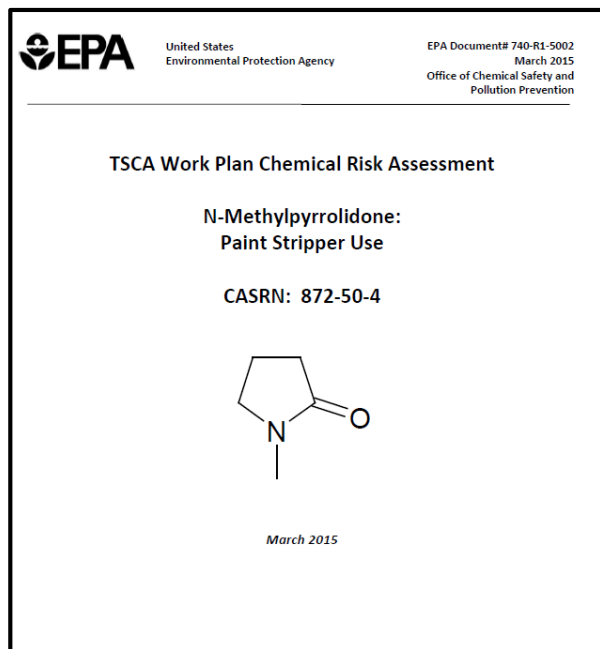 EPA
United States
Environmental Protection Agency
EPA Document# 740-R1-5002
March 2015
Office of Chemical Safety and
Pollution Prevention
TSCA Work Plan Chemical Risk Assessment
N-Methylpyrrolidone:
Paint Stripper Use
CASRN: 872-50-4
O
N
March 2015